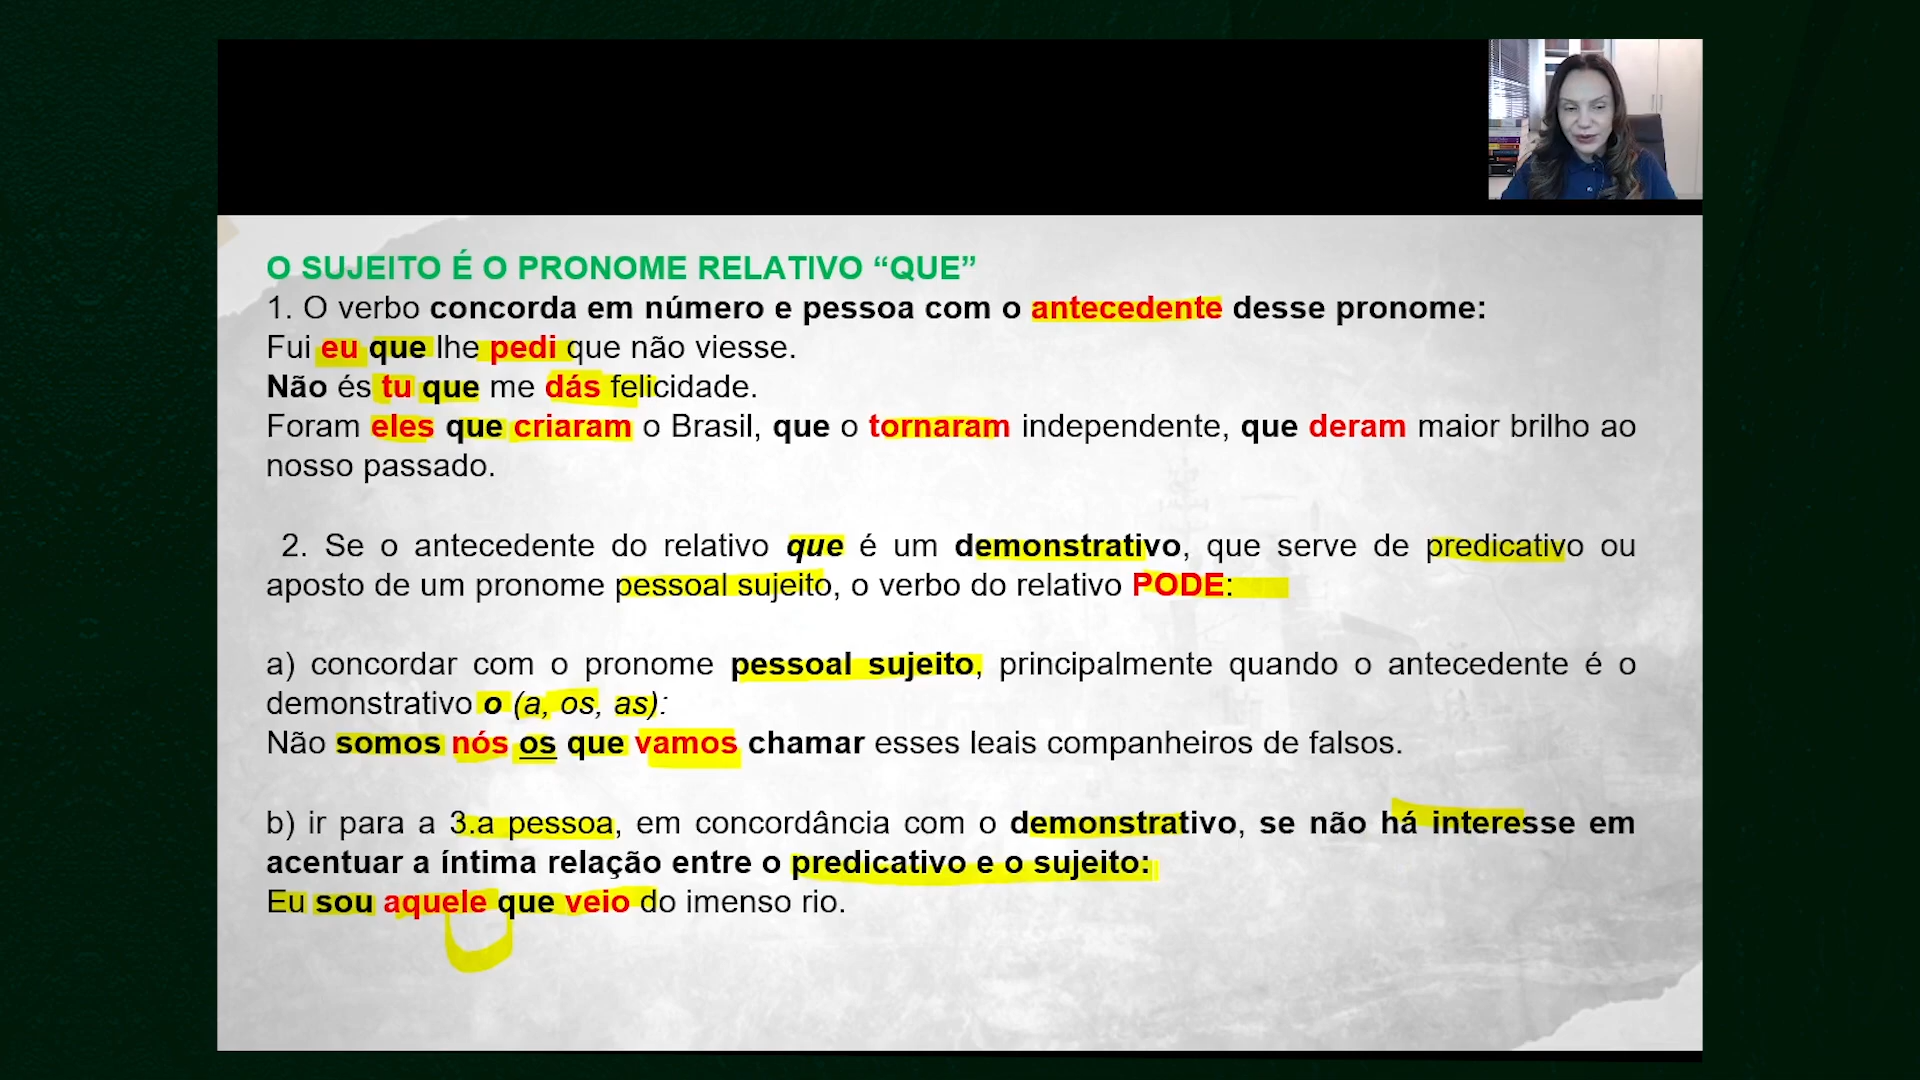 O SUJEITO É O PRONOME RELATIVO “QUE”
1. O verbo concorda em número e pessoa com o antecedente desse pronome:
Fui eu que lhe pedi que não viesse.
Não és tu que me dás felicidade.
Foram eles que criaram o Brasil, que o tornaram independente, que deram maior brilho ao
nosso passado.
2. Se o antecedente do relativo que é um demonstrativo, que serve de predicativo ou
aposto de um pronome pessoal sujeito, o verbo do relativo PODE:
a) concordar com o pronome pessoal sujeito, principalmente quando o antecedente é o
demonstrativo o (a, os, as):
Não somos nós os que vamos chamar esses leais companheiros de falsos.
b) ir para a 3.a pessoa, em concordância com o demonstrativo, se não há interesse em
acentuar a íntima relação entre o predicativo e o sujeito:
Eu sou aquele que veio do imenso rio.